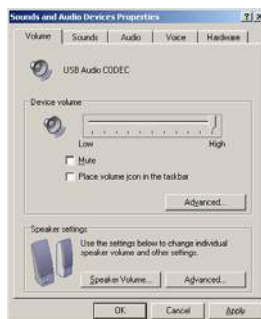 Sounds and Audio Devices Properties
Volume Sounds Audio Voice Hardware
USB Audio CODEC
Device volume
Low High
Mute
Place volume icon in the taskbar
Advanced...
Speaker settings
Use the settings below to change individual
speaker volume and other settings.
Speaker Volume... Advanced...
OK Cancel Apply